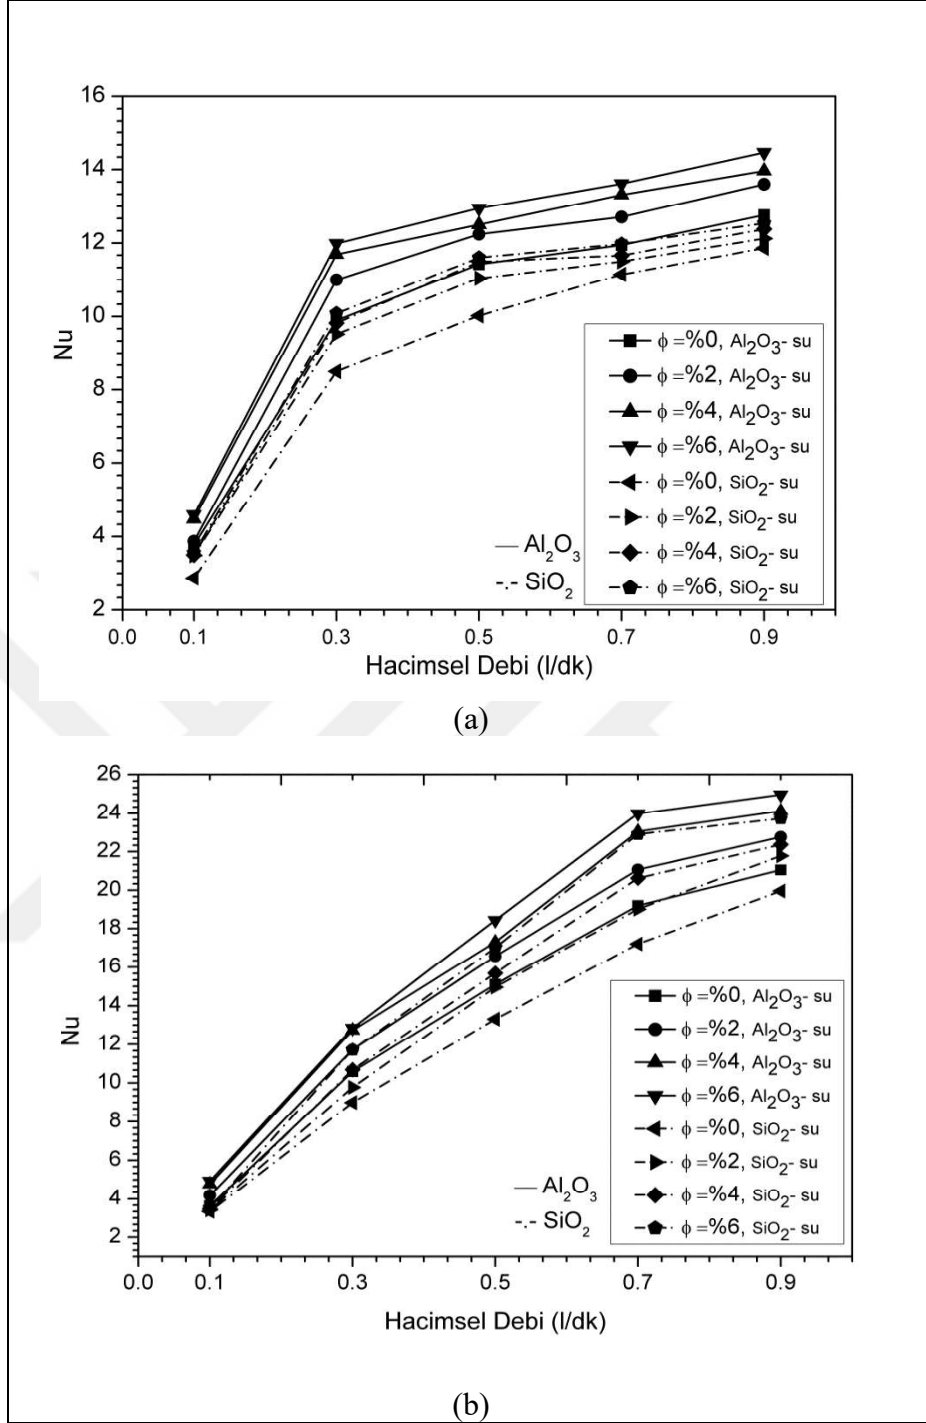 16
14
12
10
8
6
4
2
Nu
ϕ =%0, Al₂O₃- su
ϕ =%2, Al₂O₃- su
ϕ =%4, Al₂O₃- su
ϕ =%6, Al₂O₃- su
ϕ =%0, SiO₂- su
ϕ =%2, SiO₂- su
ϕ =%4, SiO₂- su
ϕ =%6, SiO₂- su
Al₂O₃
SiO₂
0.0 0.1 0.3 0.5 0.7 0.9
Hacimsel Debi (l/dk)
(a)
26
24
22
20
18
16
14
12
10
8
6
4
2
Nu
ϕ =%0, Al₂O₃- su
ϕ =%2, Al₂O₃- su
ϕ =%4, Al₂O₃- su
ϕ =%6, Al₂O₃- su
ϕ =%0, SiO₂- su
ϕ =%2, SiO₂- su
ϕ =%4, SiO₂- su
ϕ =%6, SiO₂- su
Al₂O₃
SiO₂
0.0 0.1 0.3 0.5 0.7 0.9
Hacimsel Debi (l/dk)
(b)